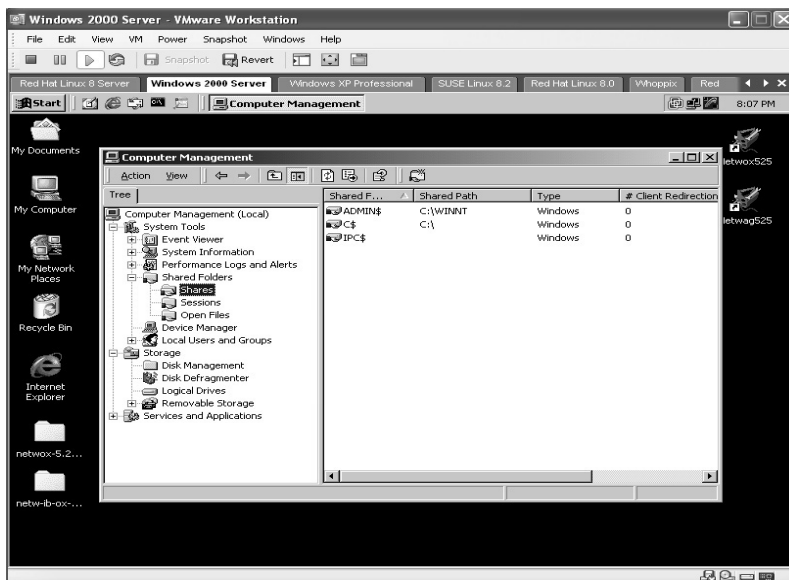 Windows 2000 Server - VMware Workstation
File Edit View VM Power Snapshot Windows Help
Snapshot Revert
Red Hat Linux 8 Server Windows 2000 Server Windows XP Professional SUSE Linux 8.2 Red Hat Linux 8.0 Whoppix Red
Start Computer Management 8:07 PM
My Documents
My Computer
My Network
Places
Recycle Bin
Internet
Explorer
netwox-5.2...
netw-ib-ox-...
letwox525
letwag525
Computer Management
Action View
Tree
Computer Management (Local)
System Tools
Event Viewer
System Information
Performance Logs and Alerts
Shared Folders
Shares
Sessions
Open Files
Device Manager
Local Users and Groups
Storage
Disk Management
Disk Defragmenter
Logical Drives
Removable Storage
Services and Applications
Shared F... Shared Path Type # Client Redirection
ADMIN$ C:\WINNT Windows 0
C$ C:\ Windows 0
IPC$ Windows 0